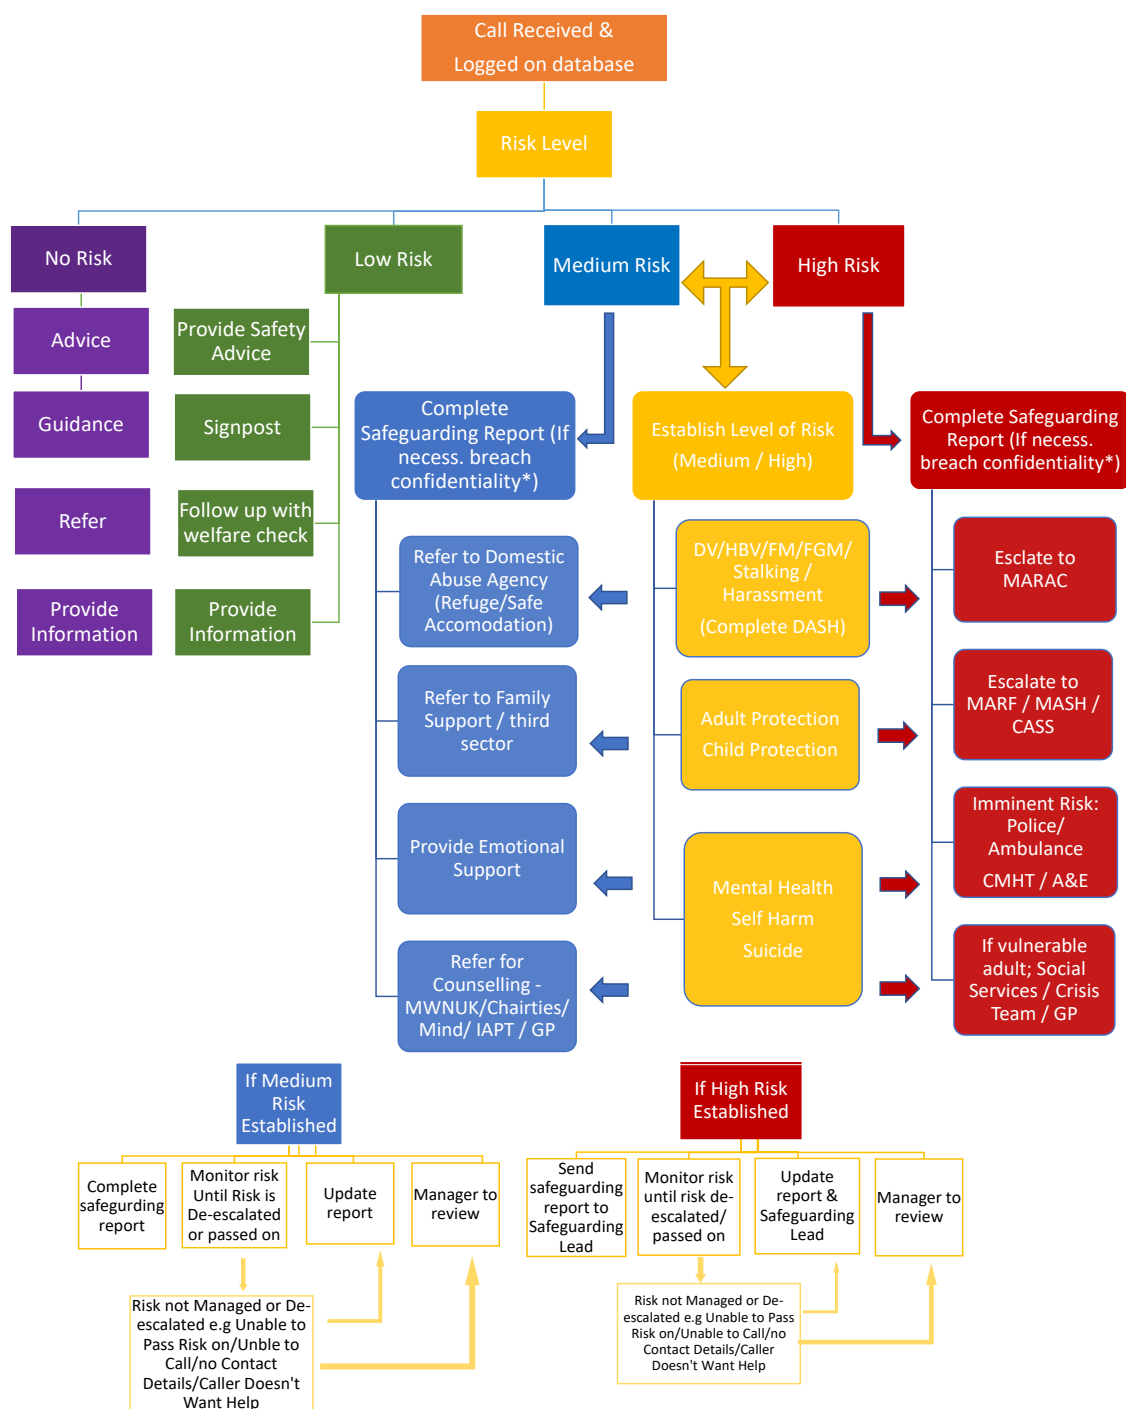 Call Received &
Logged on database
Risk Level
No Risk
Low Risk
Medium Risk
High Risk
Advice
Guidance
Refer
Provide
Information
Provide Safety
Advice
Signpost
Follow up with
welfare check
Provide
Information
Complete
Safeguarding Report (If
necess. breach
confidentiality*)
Establish Level of Risk
(Medium / High)
Complete Safeguarding
Report (If necess.
breach confidentiality*)
Refer to Domestic
Abuse Agency
(Refuge/Safe
Accomodation)
DV/HBV/FM/FGM/
Stalking /
Harassment
(Complete DASH)
Esclate to
MARAC
Refer to Family
Support / third
sector
Adult Protection
Child Protection
Escalate to
MARF / MASH /
CASS
Provide Emotional
Support
Mental Health
Self Harm
Suicide
Imminent Risk:
Police/
Ambulance
CMHT / A&E
Refer for
Counselling -
MWNUK/Chairties/
Mind/ IAPT / GP
If vulnerable
adult; Social
Services / Crisis
Team / GP
If Medium
Risk
Established
Complete
safegurding
report
Monitor risk
Until Risk is
De-escalated
or passed on
Update
report
Manager to
review
Risk not Managed or De-
escalated e.g Unable to
Pass Risk on/Unble to
Call/no Contact
Details/Caller Doesn't
Want Help
If High Risk
Established
Send
safeguarding
report to
Safeguarding
Lead
Monitor risk
until risk de-
escalated/
passed on
Update
report &
Safeguarding
Lead
Manager to
review
Risk not Managed or De-
escalated e.g Unable to Pass
Risk on/Unable to Call/no
Contact Details/Caller
Doesn't Want Help